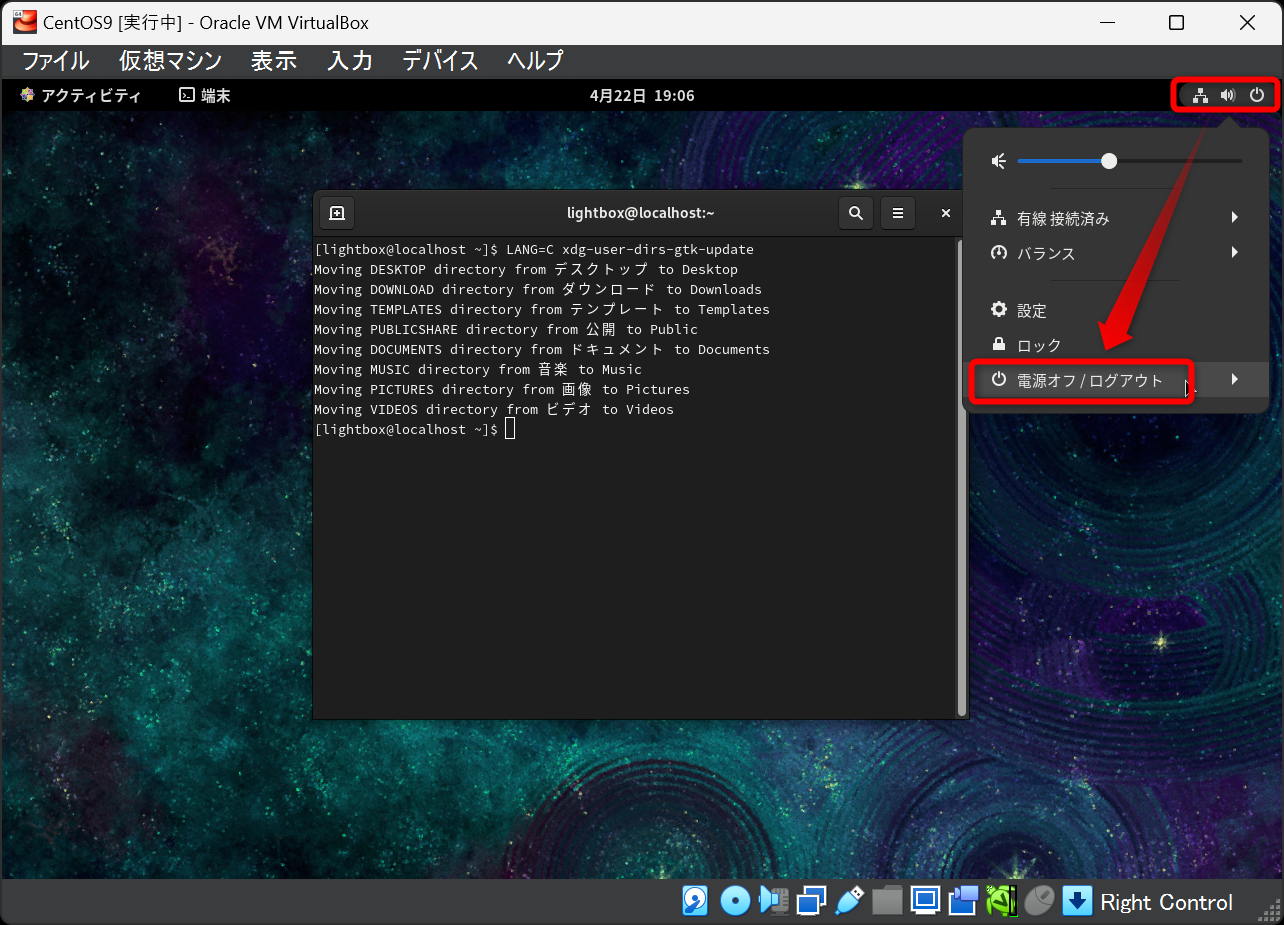 CentOS9 [実行中] - Oracle VM VirtualBox
ファイル 仮想マシン 表示 入力 デバイス ヘルプ
アクティビティ 端末 4月22日 19:06
lightbox@localhost:~
[lightbox@localhost ~]$ LANG=C xdg-user-dirs-gtk-update
Moving DESKTOP directory from デスクトップ to Desktop
Moving DOWNLOAD directory from ダウンロード to Downloads
Moving TEMPLATES directory from テンプレート to Templates
Moving PUBLICSHARE directory from 公開 to Public
Moving DOCUMENTS directory from ドキュメント to Documents
Moving MUSIC directory from 音楽 to Music
Moving PICTURES directory from 画像 to Pictures
Moving VIDEOS directory from ビデオ to Videos
[lightbox@localhost ~]$
有線 接続済み
バランス
設定
ロック
電源オフ / ログアウト
Right Control